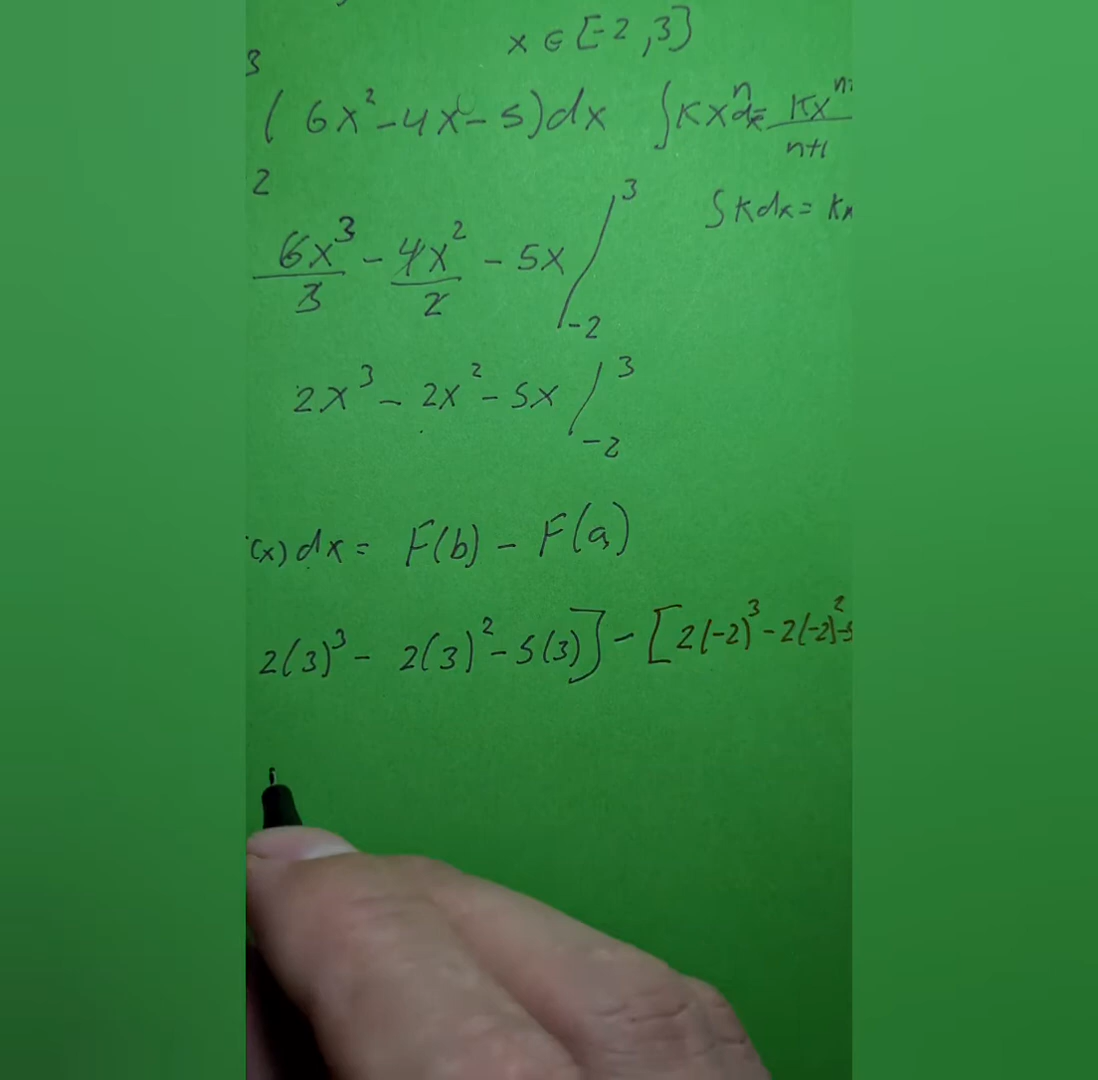 x ∈ [-2 ,3]
3
( 6x²-4x-5)dx ∫Kxⁿdx= Kxⁿ⁺
n+1
2
∫Kdx= Kx
6x³ - 4x² - 5x / 3
3 2 -2
2x³ - 2x² - 5x / 3
-2
(x) dx = F(b) - F(a)
2(3)³ - 2(3)² - 5(3)] - [2(-2)³ - 2(-2)² -5